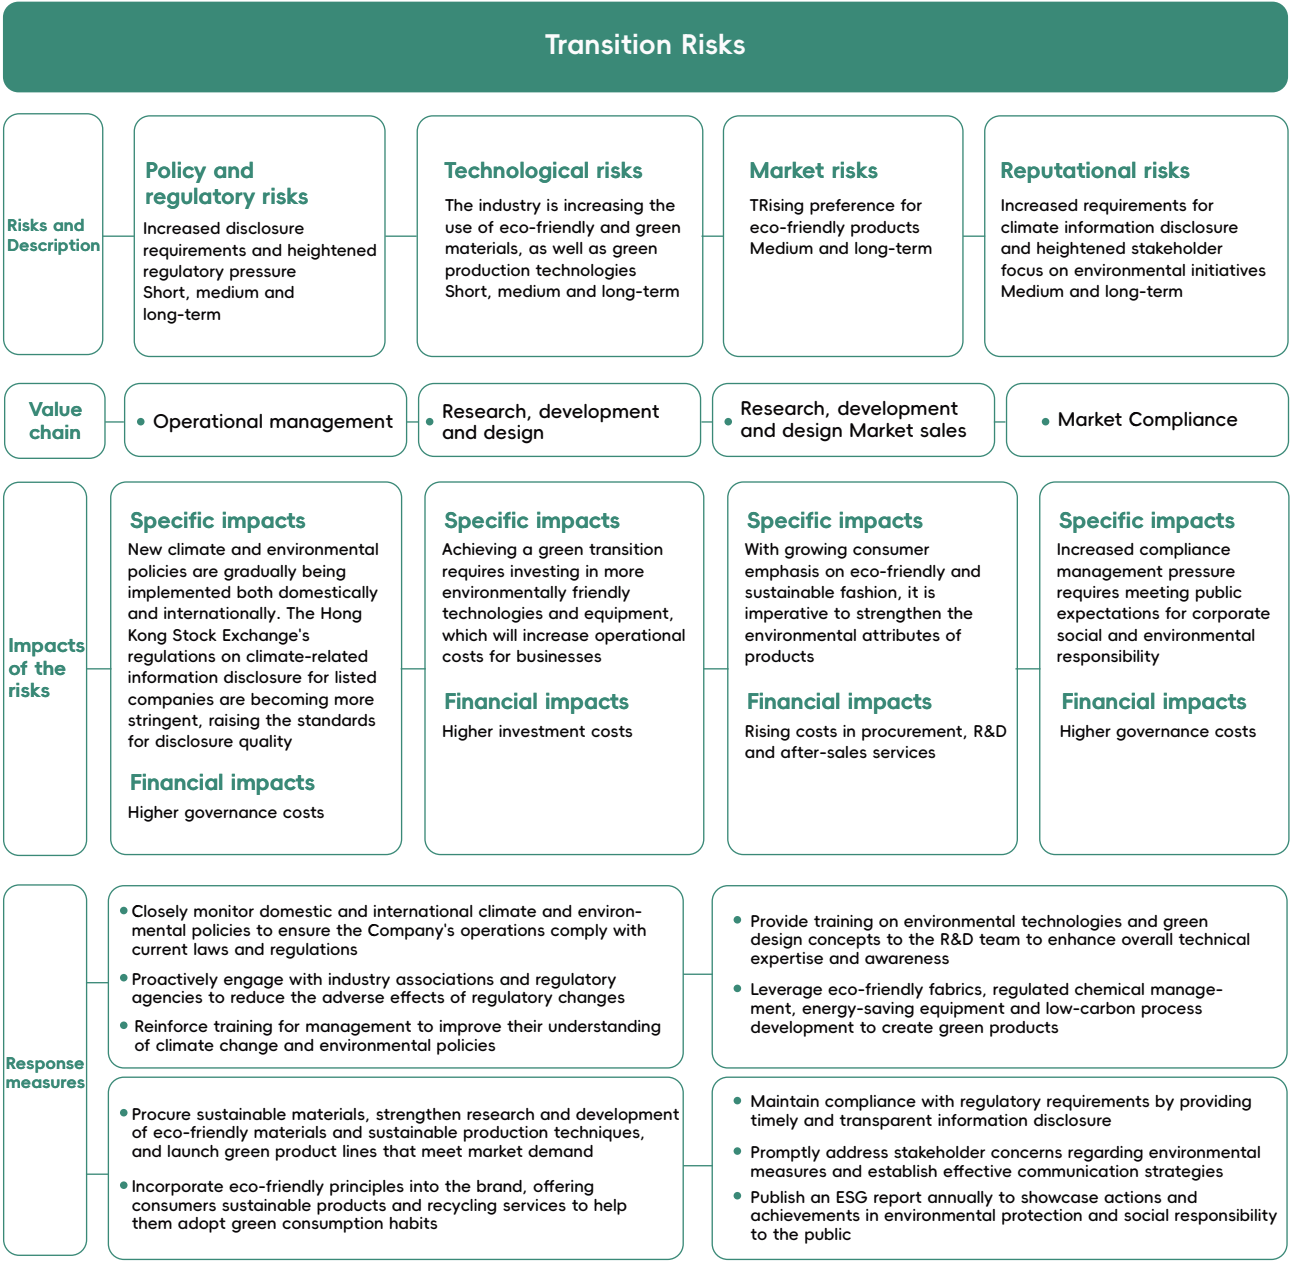 Transition Risks
Risks and
Description
Policy and
regulatory risks
Increased disclosure
requirements and heightened
regulatory pressure
Short, medium and
long-term
Technological risks
The industry is increasing the
use of eco-friendly and green
materials, as well as green
production technologies
Short, medium and long-term
Market risks
TRising preference for
eco-friendly products
Medium and long-term
Reputational risks
Increased requirements for
climate information disclosure
and heightened stakeholder
focus on environmental initiatives
Medium and long-term
Value
chain
• Operational management
• Research, development
and design
• Research, development
and design Market sales
• Market Compliance
Impacts
of the
risks
Specific impacts
New climate and environmental
policies are gradually being
implemented both domestically
and internationally. The Hong
Kong Stock Exchange's
regulations on climate-related
information disclosure for listed
companies are becoming more
stringent, raising the standards
for disclosure quality
Financial impacts
Higher governance costs
Specific impacts
Achieving a green transition
requires investing in more
environmentally friendly
technologies and equipment,
which will increase operational
costs for businesses
Financial impacts
Higher investment costs
Specific impacts
With growing consumer
emphasis on eco-friendly and
sustainable fashion, it is
imperative to strengthen the
environmental attributes of
products
Financial impacts
Rising costs in procurement, R&D
and after-sales services
Specific impacts
Increased compliance
management pressure
requires meeting public
expectations for corporate
social and environmental
responsibility
Financial impacts
Higher governance costs
Response
measures
• Closely monitor domestic and international climate and environ-
mental policies to ensure the Company's operations comply with
current laws and regulations
• Proactively engage with industry associations and regulatory
agencies to reduce the adverse effects of regulatory changes
• Reinforce training for management to improve their understanding
of climate change and environmental policies
• Provide training on environmental technologies and green
design concepts to the R&D team to enhance overall technical
expertise and awareness
• Leverage eco-friendly fabrics, regulated chemical manage-
ment, energy-saving equipment and low-carbon process
development to create green products
• Procure sustainable materials, strengthen research and development
of eco-friendly materials and sustainable production techniques,
and launch green product lines that meet market demand
• Incorporate eco-friendly principles into the brand, offering
consumers sustainable products and recycling services to help
them adopt green consumption habits
• Maintain compliance with regulatory requirements by providing
timely and transparent information disclosure
• Promptly address stakeholder concerns regarding environmental
measures and establish effective communication strategies
• Publish an ESG report annually to showcase actions and
achievements in environmental protection and social responsibility
to the public